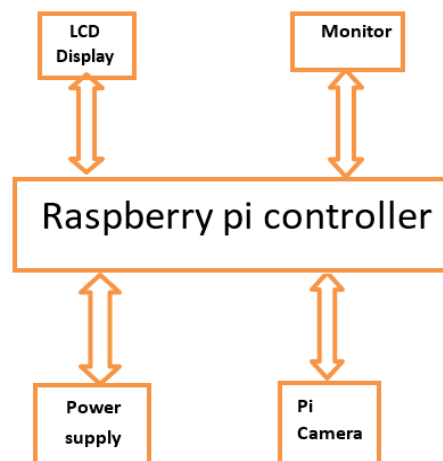 LCD
Display
Monitor
Raspberry pi controller
Power
supply
Pi
Camera